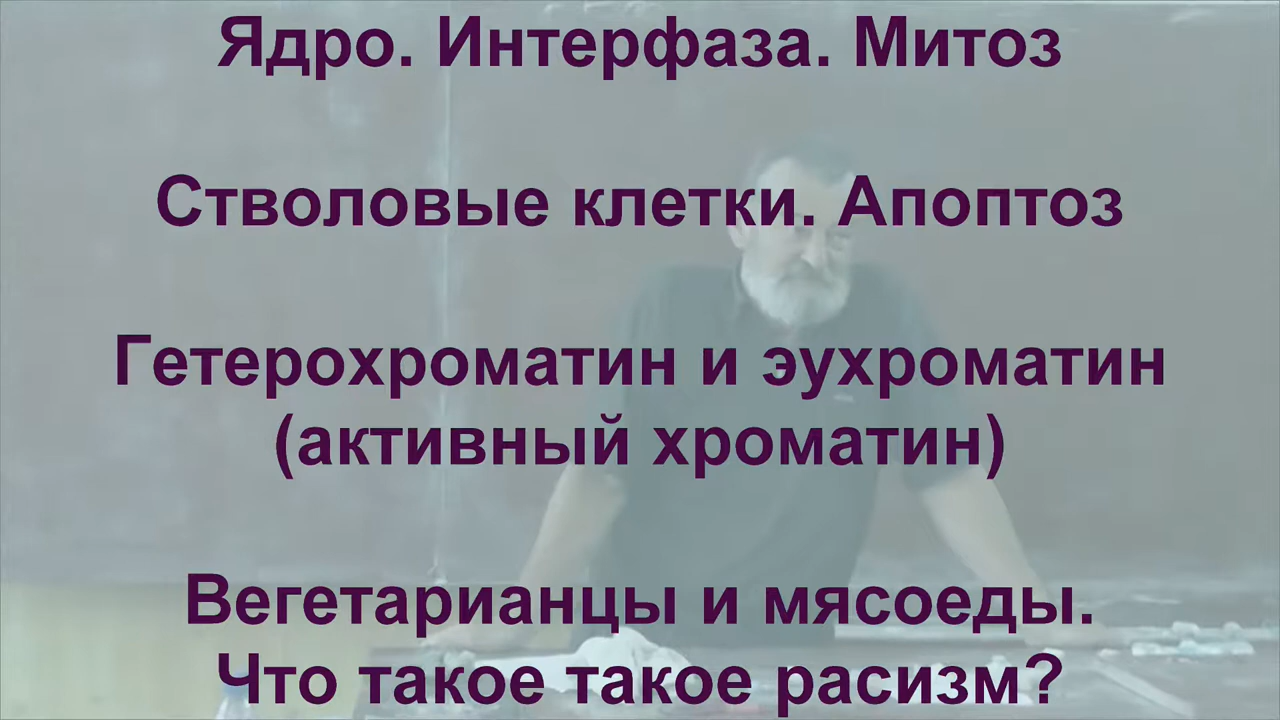 Ядро. Интерфаза. Митоз
Стволовые клетки. Апоптоз
Гетерохроматин и эухроматин
(активный хроматин)
Вегетарианцы и мясоеды.
Что такое такое расизм?